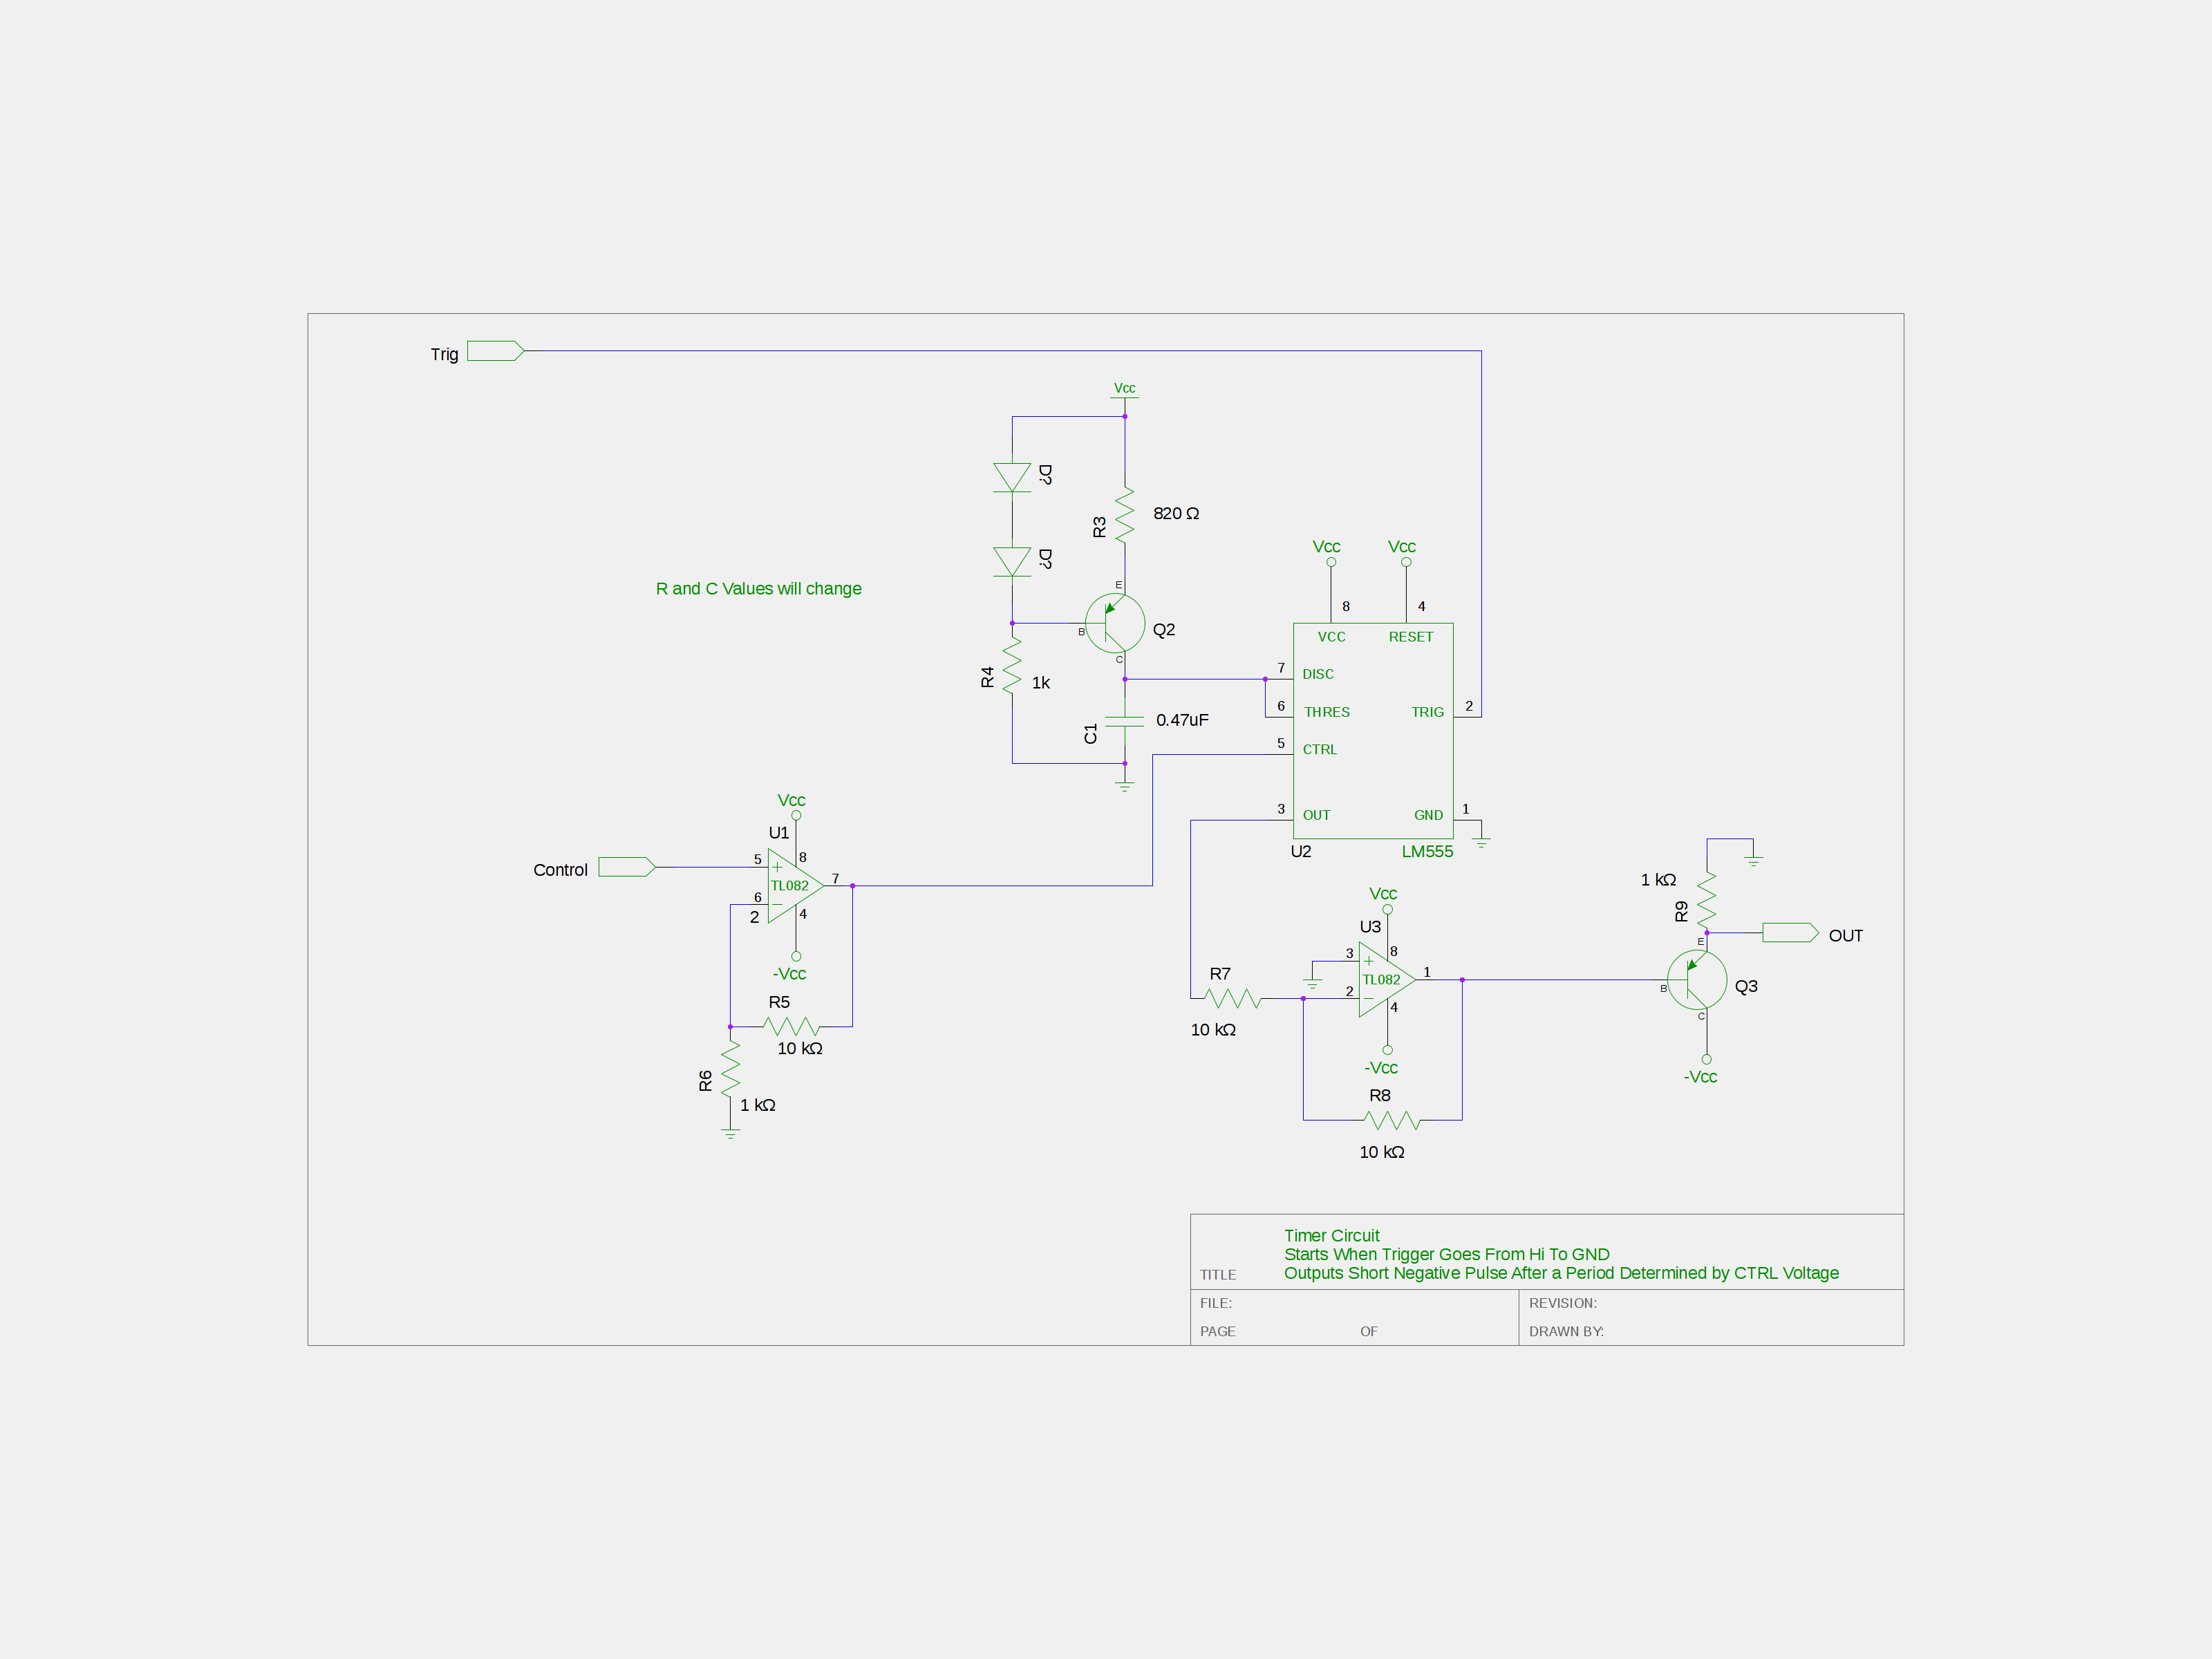 Trig
Vcc
D?
R3
820 Ω
D?
Vcc
Vcc
R and C Values will change
E
8
4
B
Q2
VCC
RESET
C
7
DISC
R4
1k
6
THRES
TRIG
2
C1
0.47uF
5
CTRL
Vcc
3
OUT
GND
1
U1
U2
LM555
Control
5
8
TL082
7
6
2
4
-Vcc
R5
10 kΩ
R6
1 kΩ
Vcc
U3
3
8
TL082
1
2
4
R7
10 kΩ
-Vcc
R8
10 kΩ
1 kΩ
R9
OUT
E
B
Q3
C
-Vcc
Timer Circuit
Starts When Trigger Goes From Hi To GND
TITLE
Outputs Short Negative Pulse After a Period Determined by CTRL Voltage
FILE:
REVISION:
PAGE
OF
DRAWN BY: